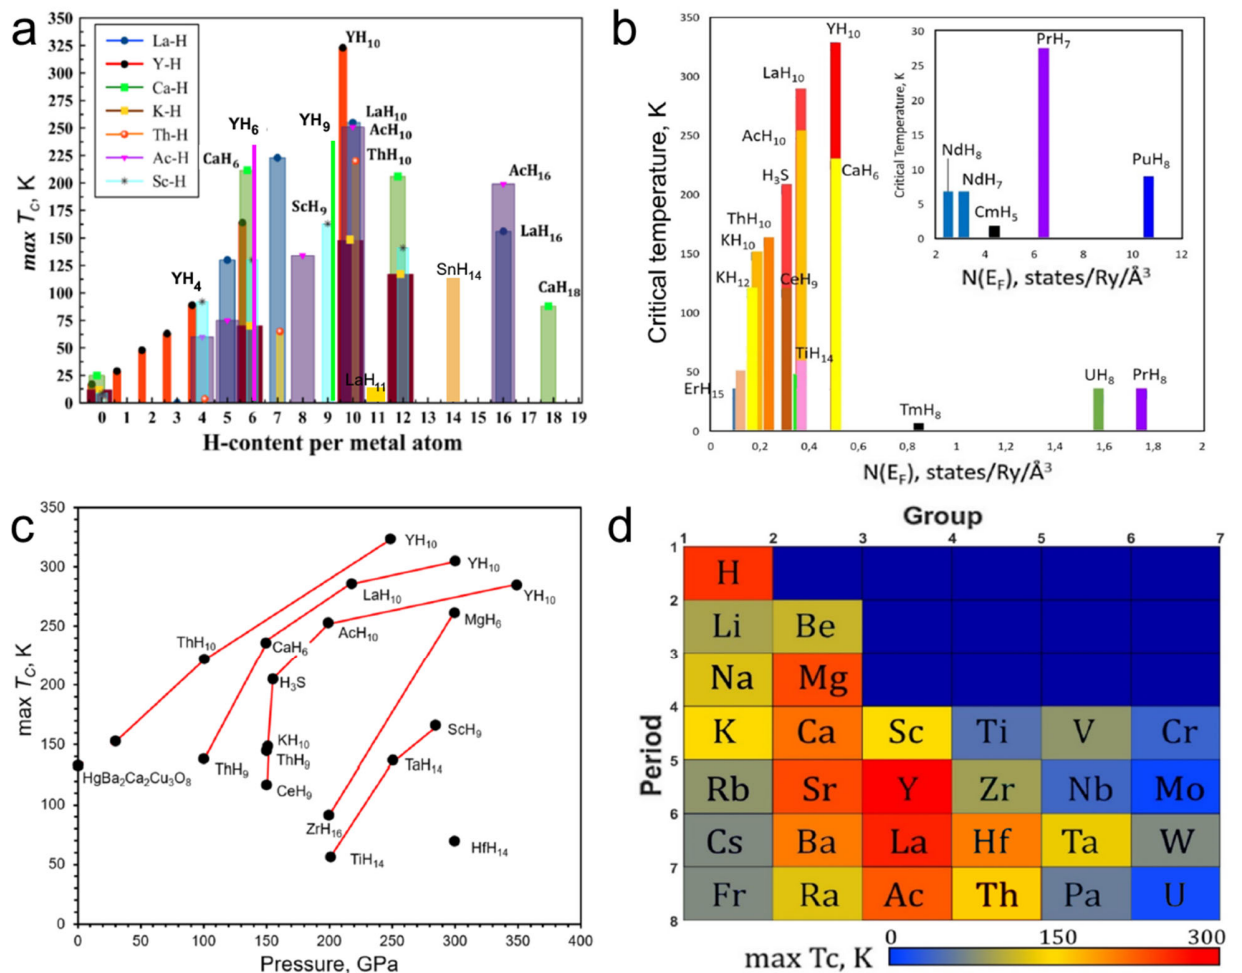 a
350
325
300
275
250
225
200
175
150
125
100
75
50
25
0
max T_C, K
La-H
Y-H
Ca-H
K-H
Th-H
Ac-H
Sc-H
YH₁₀
YH₆
YH₉
LaH₁₀
AcH₁₀
CaH₆
ThH₁₀
AcH₁₆
ScH₉
LaH₁₆
YH₄
SnH₁₄
CaH₁₈
LaH₁₁
0 1 2 3 4 5 6 7 8 9 10 11 12 13 14 15 16 17 18 19
H-content per metal atom
b
350
300
250
200
150
100
50
0
Critical temperature, K
YH₁₀
LaH₁₀
AcH₁₀
H₃S
CaH₆
ThH₁₀
KH₁₀
KH₁₂
CeH₉
TiH₁₄
ErH₁₅
TmH₈
UH₈
PrH₈
0 0,2 0,4 0,6 0,8 1 1,2 1,4 1,6 1,8 2
N(E_F), states/Ry/Å³
30
25
20
15
10
5
0
Critical Temperature, K
PrH₇
NdH₈
NdH₇
CmH₅
PuH₈
2 4 6 8 10 12
N(E_F), states/Ry/Å³
c
350
300
250
200
150
100
50
0
max T_C, K
YH₁₀
YH₁₀
LaH₁₀
YH₁₀
MgH₆
AcH₁₀
ThH₁₀
CaH₆
H₃S
ScH₉
KH₁₀
ThH₉
TaH₁₄
HgBa₂Ca₂Cu₃O₈
ThH₉
CeH₉
ZrH₁₆
TiH₁₄
HfH₁₄
0 50 100 150 200 250 300 350 400
Pressure, GPa
d
Group
1 2 3 4 5 6 7
Period
1
2
3
4
5
6
7
8
H
Li Be
Na Mg
K Ca Sc Ti V Cr
Rb Sr Y Zr Nb Mo
Cs Ba La Hf Ta W
Fr Ra Ac Th Pa U
0 150 300
max Tc, K